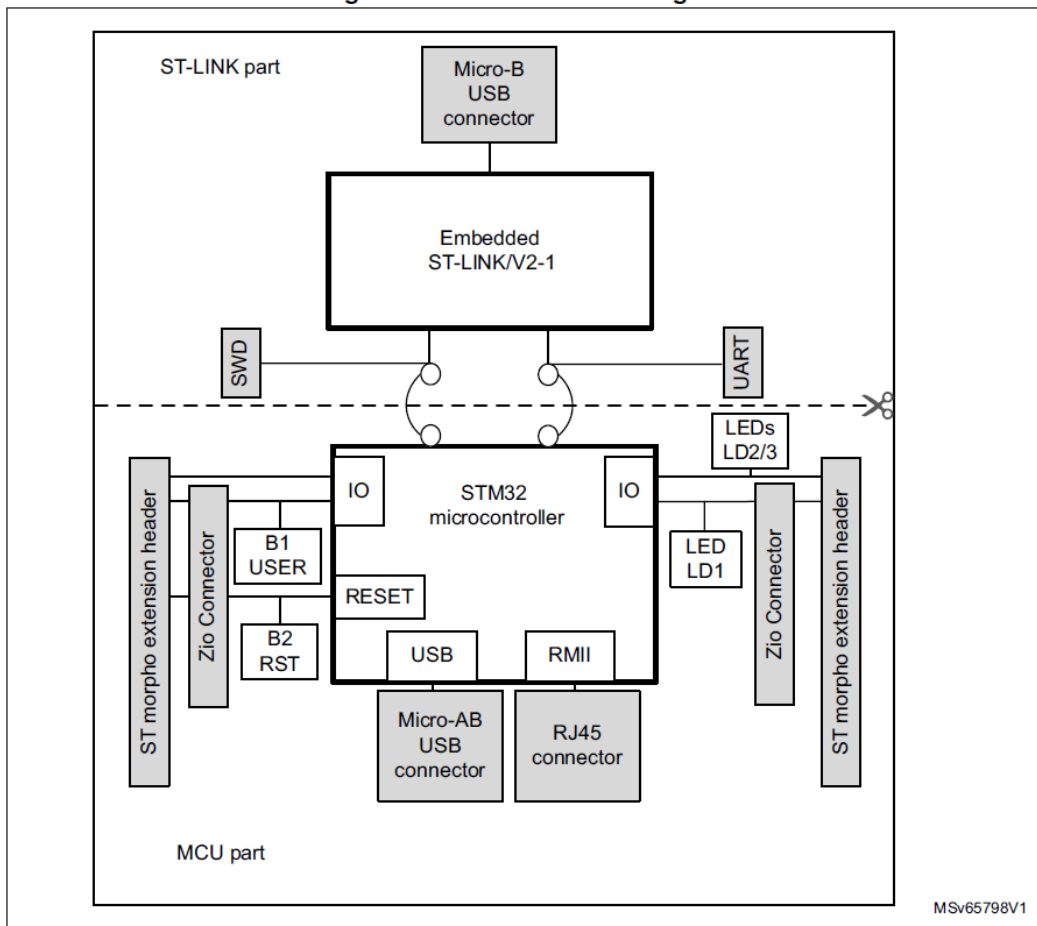 ST-LINK part
Micro-B
USB
connector
Embedded
ST-LINK/V2-1
SWD
UART
LEDs
LD2/3
IO
STM32
microcontroller
IO
ST morpho extension header
Zio Connector
B1
USER
LED
LD1
Zio Connector
ST morpho extension header
RESET
B2
RST
USB
RMII
Micro-AB
USB
connector
RJ45
connector
MCU part
MSv65798V1